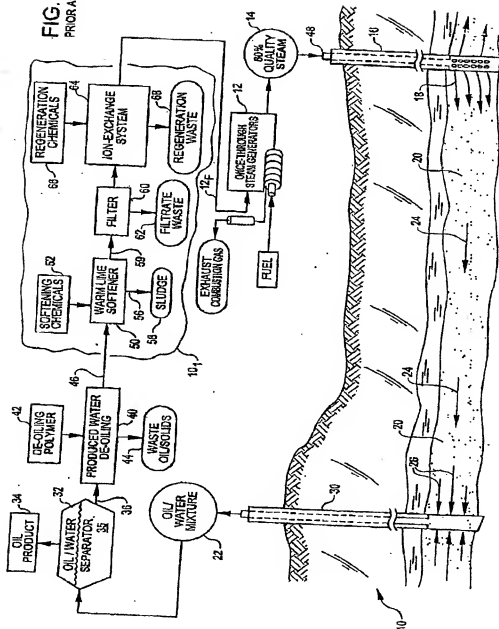 FIG.
PRIOR A
34
OIL
PRODUCT
32
OIL / WATER
SEPARATOR
36
42
DE-OILING
POLYMER
PRODUCED WATER
DE-OILING
40
44
WASTE
OIL/SOLIDS
46
52
SOFTENING CHEMICALS
WARM LIME
SOFTENER
50
56
SLUDGE
58
59
FILTER
60
62
FILTRATE
WASTE
REGENERATION
CHEMICALS
66
64
ION-EXCHANGE
SYSTEM
68
REGENERATION
WASTE
10₁
12F
12
ONCE-THROUGH
STEAM GENERATORS
EXHAUST
COMBUSTION GAS
FUEL
14
80%
QUALITY
STEAM
48
10
18
20
24
24
20
26
30
OIL/
WATER
MIXTURE
22
10